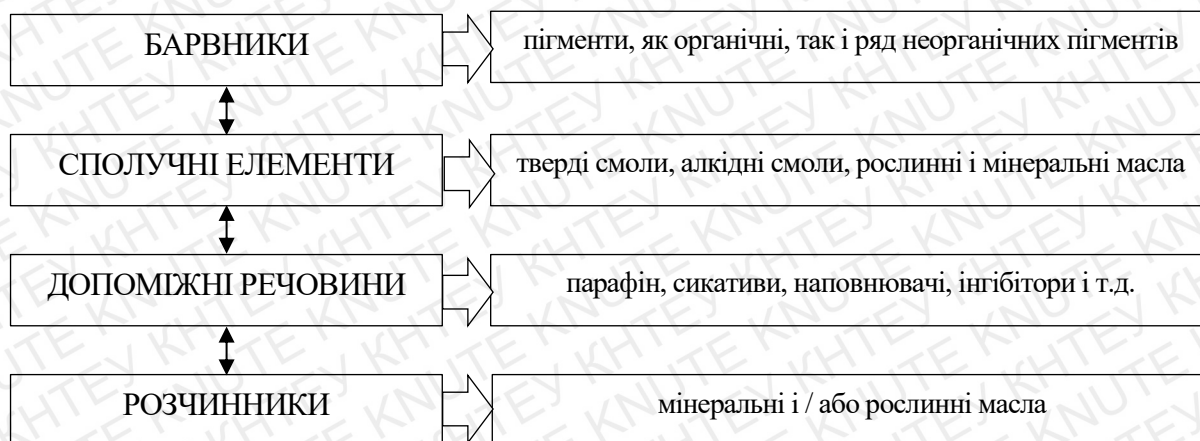 БАРВНИКИ
пігменти, як органічні, так і ряд неорганічних пігментів
СПОЛУЧНІ ЕЛЕМЕНТИ
тверді смоли, алкідні смоли, рослинні і мінеральні масла
ДОПОМІЖНІ РЕЧОВИНИ
парафін, сикативи, наповнювачі, інгібітори і т.д.
РОЗЧИННИКИ
мінеральні і / або рослинні масла